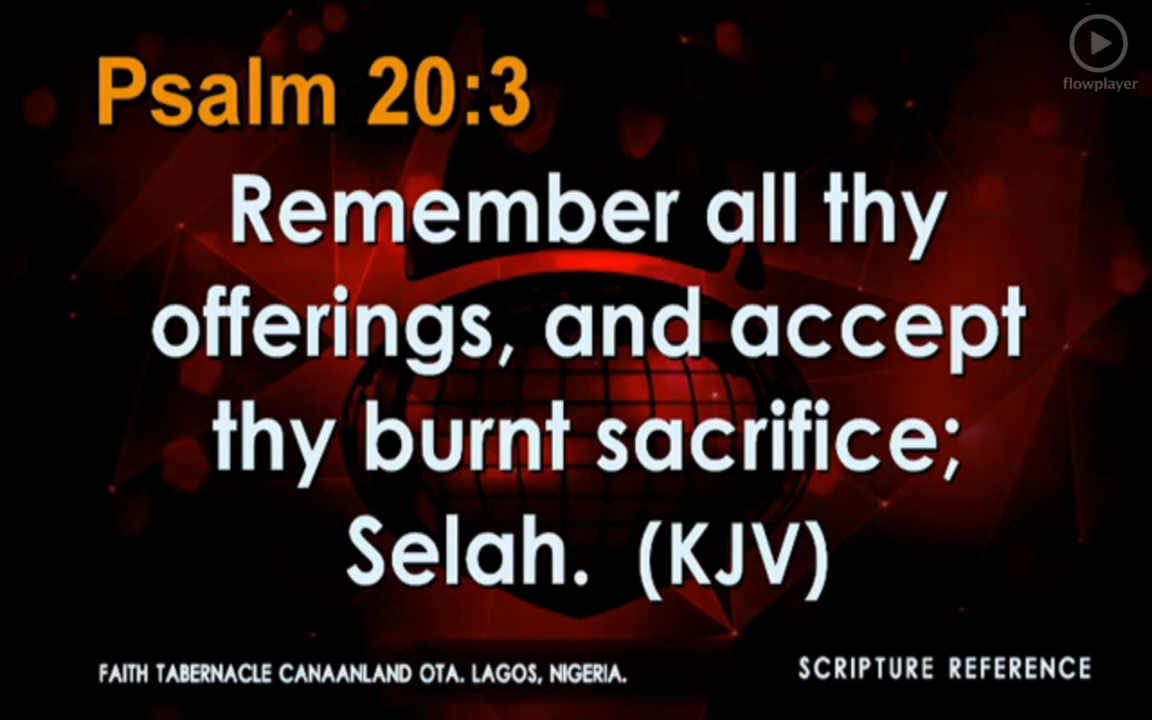 flowplayer
Psalm 20:3
Remember all thy
offerings, and accept
thy burnt sacrifice;
Selah. (KJV)
FAITH TABERNACLE CANAANLAND OTA. LAGOS, NIGERIA.
SCRIPTURE REFERENCE